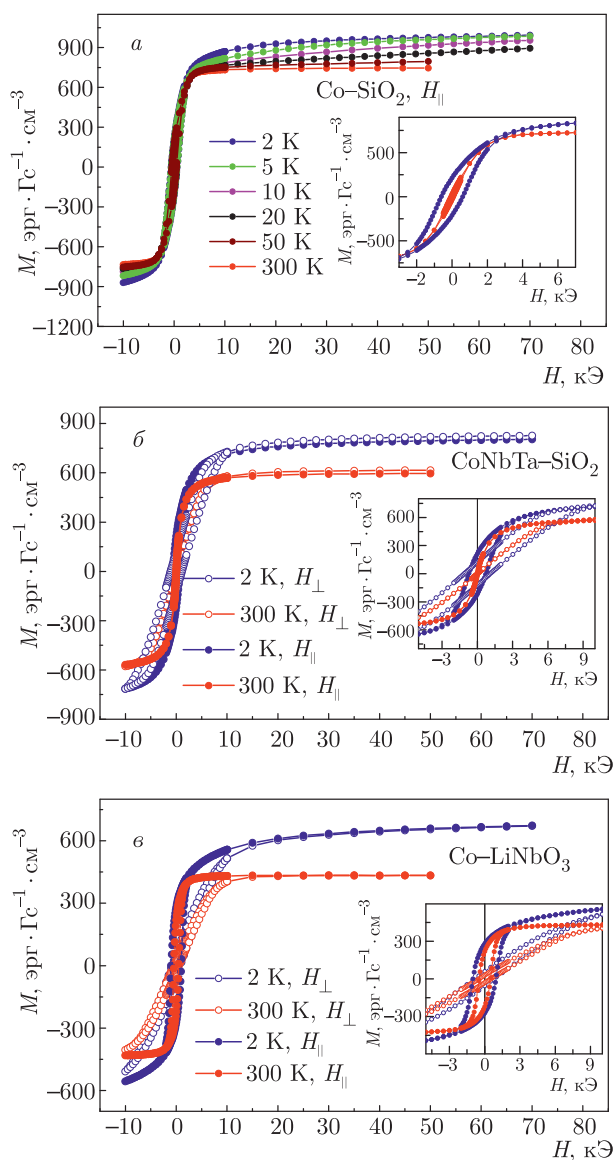 а
Co–SiO₂, H∥
2 K
5 K
10 K
20 K
50 K
300 K
M, эрг · Гс⁻¹ · см⁻³
900
600
300
0
−300
−600
−900
−1200
−10 0 10 20 30 40 50 60 70 80
H, кЭ
M, эрг · Гс⁻¹ · см⁻³
500
0
−500
−2 0 2 4 6
H, кЭ
б
CoNbTa–SiO₂
2 K, H⊥
300 K, H⊥
2 K, H∥
300 K, H∥
M, эрг · Гс⁻¹ · см⁻³
900
600
300
0
−300
−600
−900
−10 0 10 20 30 40 50 60 70 80
H, кЭ
M, эрг · Гс⁻¹ · см⁻³
600
300
0
−300
−600
−3 0 3 6 9
H, кЭ
в
Co–LiNbO₃
2 K, H⊥
300 K, H⊥
2 K, H∥
300 K, H∥
M, эрг · Гс⁻¹ · см⁻³
600
300
0
−300
−600
−10 0 10 20 30 40 50 60 70 80
H, кЭ
M, эрг · Гс⁻¹ · см⁻³
300
0
−300
−3 0 3 6 9
H, кЭ